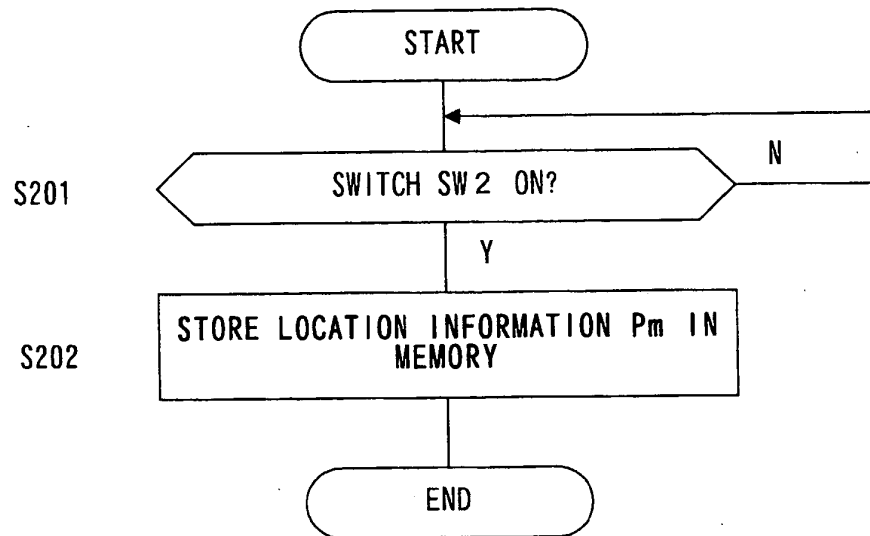 START
N
S201
SWITCH SW2 ON?
Y
STORE LOCATION INFORMATION Pm IN
S202
MEMORY
END